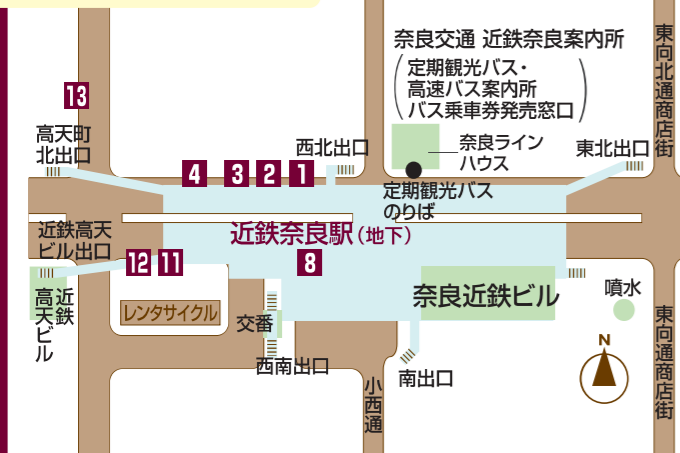 奈良交通 近鉄奈良案内所
定期観光バス・
高速バス案内所
バス乗車券発売窓口
東向北通商店街
13
高天町
北出口
西北出口
奈良ライン
ハウス
東北出口
4
3
2
1
定期観光バス
のりば
近鉄高天
ビル出口
近鉄奈良駅(地下)
12
11
8
近鉄
高天ビル
レンタサイクル
交番
奈良近鉄ビル
噴水
西南出口
小西通
南出口
N
東向通商店街